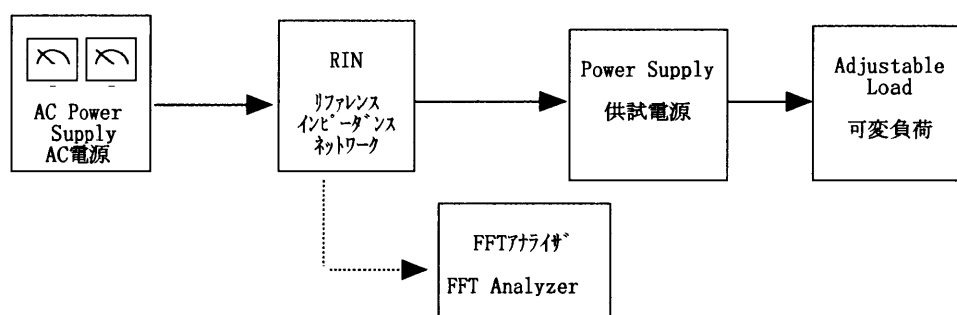 AC Power
Supply
AC電源
RIN
リファレンス
インピーダンス
ネットワーク
Power Supply
供試電源
Adjustable
Load
可変負荷
FFTアナライザ
FFT Analyzer